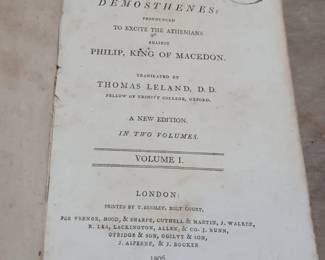 DEMOSTHENES:
PRONOUNCED
TO EXCITE THE ATHENIANS
AGAINST
PHILIP, KING OF MACEDON.
TRANSLATED BY
THOMAS LELAND, D. D.
FELLOW OF TRINITY COLLEGE, OXFORD.
A NEW EDITION.
IN TWO VOLUMES.
VOLUME I.
LONDON:
PRINTED BY T. BENSLEY, BOLT COURT,
FOR VERNOR, HOOD, & SHARPE, CUTHELL & MARTIN, J. WALKER,
R. LEA, LACKINGTON, ALLEN, & CO. J. NUNN,
OTRIDGE & SON, OGILVY & SON,
J. ASPERNE, & J. BOOKER
1806